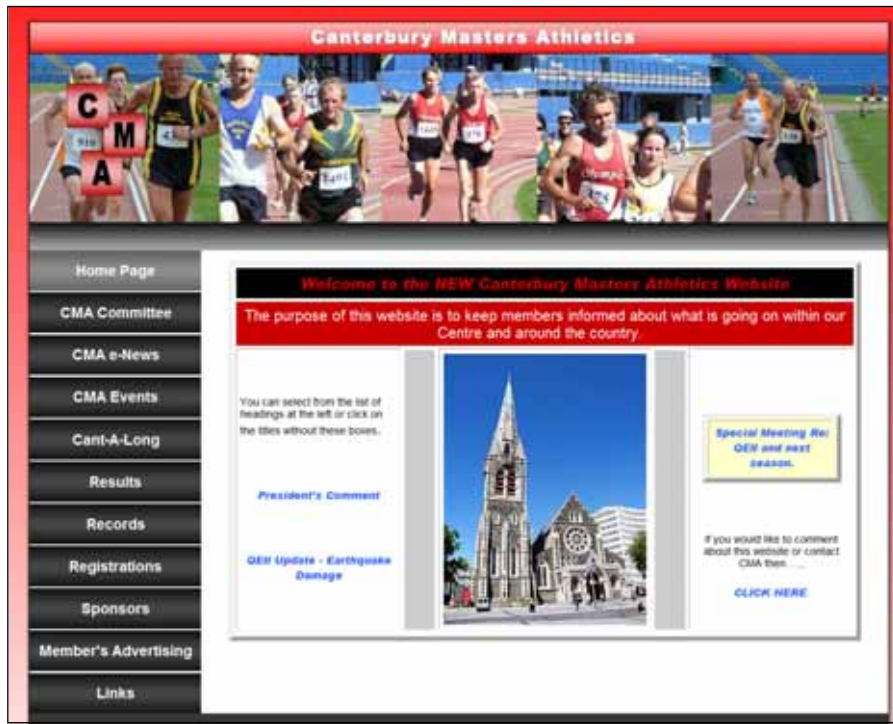 Canterbury Masters Athletics
C
M
A
Home Page
CMA Committee
CMA e-News
CMA Events
Cant-A-Long
Results
Records
Registrations
Sponsors
Member's Advertising
Links
Welcome to the NEW Canterbury Masters Athletics Website
The purpose of this website is to keep members informed about what is going on within our
Centre and around the country.
You can select from the list of
headings at the left or click on
the titles without these boxes.
President's Comment
QEII Update - Earthquake
Damage
Special Meeting Re:
QEII and next
season.
If you would like to comment
about this website or contact
CMA then .....
CLICK HERE